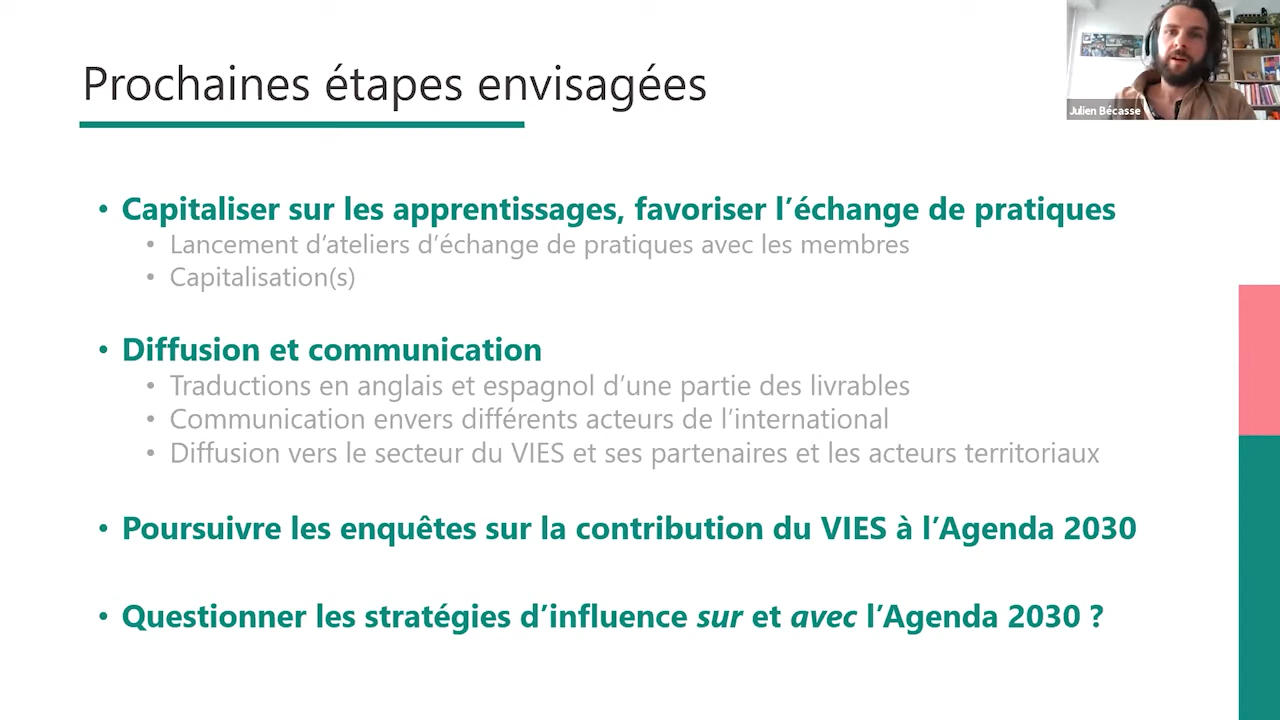 Prochaines étapes envisagées
Julien Bécasse
• Capitaliser sur les apprentissages, favoriser l’échange de pratiques
• Lancement d’ateliers d’échange de pratiques avec les membres
• Capitalisation(s)
• Diffusion et communication
• Traductions en anglais et espagnol d’une partie des livrables
• Communication envers différents acteurs de l’international
• Diffusion vers le secteur du VIES et ses partenaires et les acteurs territoriaux
• Poursuivre les enquêtes sur la contribution du VIES à l’Agenda 2030
• Questionner les stratégies d’influence sur et avec l’Agenda 2030 ?